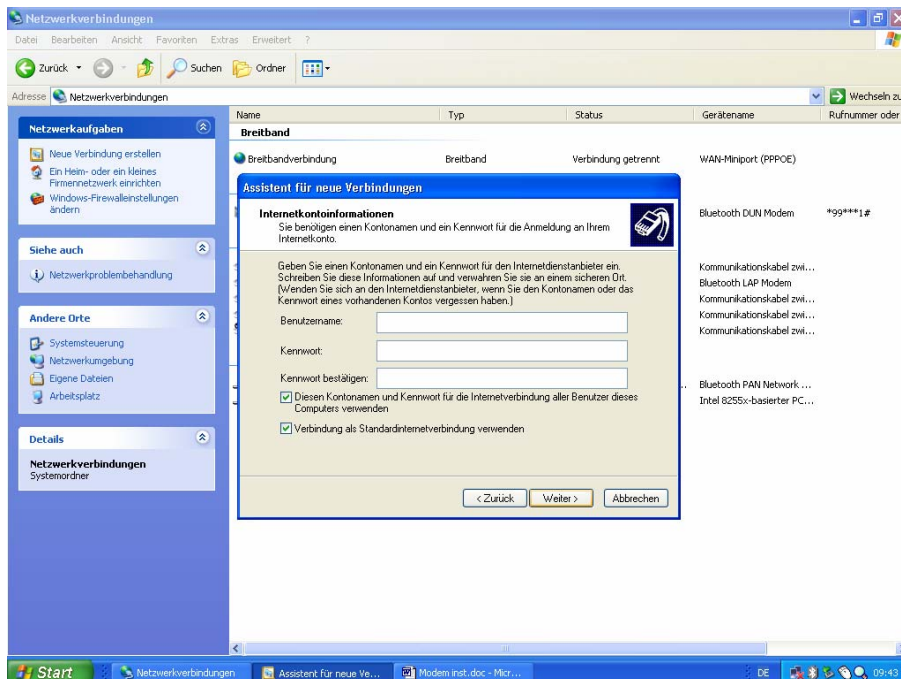 Netzwerkverbindungen
Datei Bearbeiten Ansicht Favoriten Extras Erweitert ?
Zurück Suchen Ordner
Adresse Netzwerkverbindungen Wechseln zu
Name Typ Status Gerätename Rufnummer oder
Netzwerkaufgaben
Neue Verbindung erstellen
Ein Heim- oder ein kleines
Firmennetzwerk einrichten
Windows-Firewalleinstellungen
ändern
Siehe auch
Netzwerkproblembehandlung
Andere Orte
Systemsteuerung
Netzwerkumgebung
Eigene Dateien
Arbeitsplatz
Details
Netzwerkverbindungen
Systemordner
Breitband
Breitbandverbindung Breitband Verbindung getrennt WAN-Miniport (PPPOE)
Bluetooth DUN Modem *99***1#
Kommunikationskabel zwi...
Bluetooth LAP Modem
Kommunikationskabel zwi...
Kommunikationskabel zwi...
Kommunikationskabel zwi...
.. Bluetooth PAN Network ...
Intel 8255x-basierter PC...
Assistent für neue Verbindungen
Internetkontoinformationen
Sie benötigen einen Kontonamen und ein Kennwort für die Anmeldung an Ihrem
Internetkonto.
Geben Sie einen Kontonamen und ein Kennwort für den Internetdienstanbieter ein.
Schreiben Sie diese Informationen auf und verwahren Sie sie an einem sicheren Ort.
(Wenden Sie sich an den Internetdienstanbieter, wenn Sie den Kontonamen oder das
Kennwort eines vorhandenen Kontos vergessen haben.)
Benutzername:
Kennwort:
Kennwort bestätigen:
Diesen Kontonamen und Kennwort für die Internetverbindung aller Benutzer dieses
Computers verwenden
Verbindung als Standardinternetverbindung verwenden
< Zurück Weiter > Abbrechen
Start Netzwerkverbindungen Assistent für neue Ve... Modem inst.doc - Micr... DE 09:43